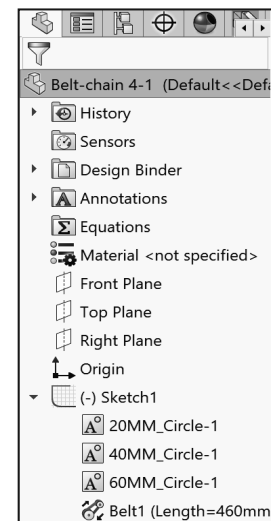 Belt-chain 4-1 (Default<<Defa
History
Sensors
Design Binder
Annotations
Equations
Material <not specified>
Front Plane
Top Plane
Right Plane
Origin
(-) Sketch1
20MM_Circle-1
40MM_Circle-1
60MM_Circle-1
Belt1 (Length=460mm